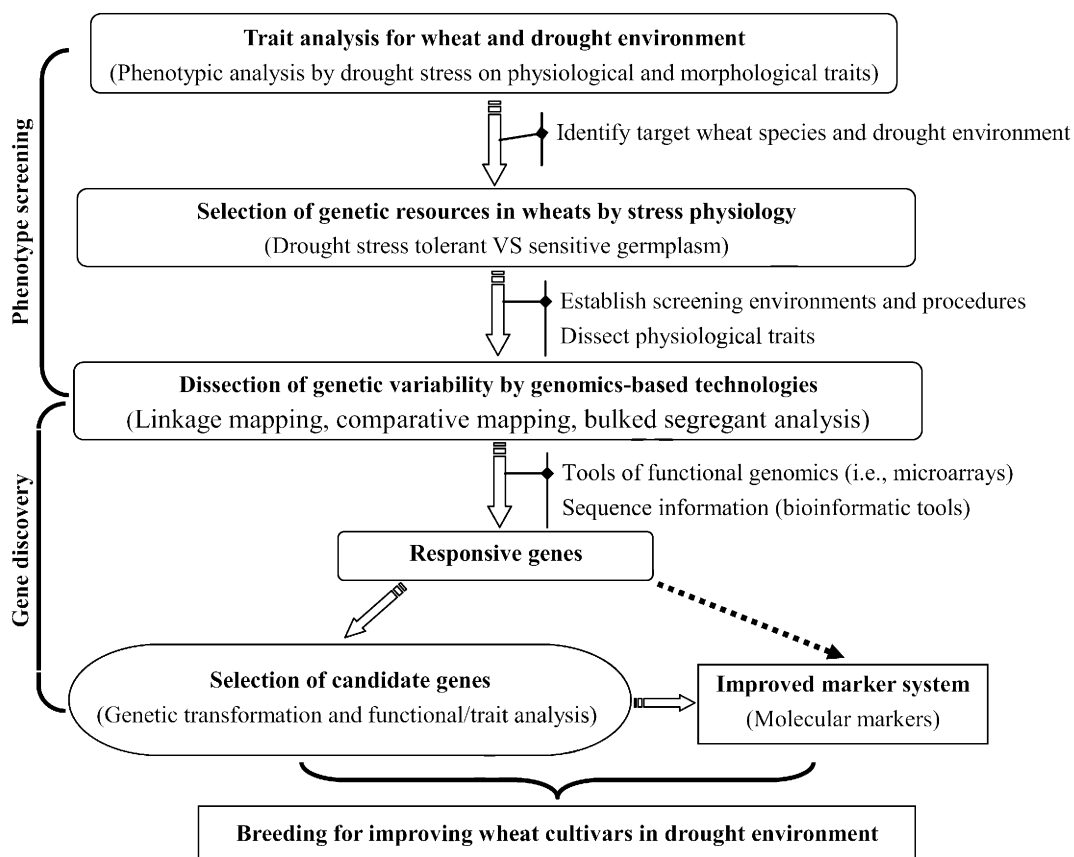 Trait analysis for wheat and drought environment
(Phenotypic analysis by drought stress on physiological and morphological traits)
Identify target wheat species and drought environment
Phenotype screening
Selection of genetic resources in wheats by stress physiology
(Drought stress tolerant VS sensitive germplasm)
Establish screening environments and procedures
Dissect physiological traits
Dissection of genetic variability by genomics-based technologies
(Linkage mapping, comparative mapping, bulked segregant analysis)
Tools of functional genomics (i.e., microarrays)
Sequence information (bioinformatic tools)
Gene discovery
Responsive genes
Selection of candidate genes
(Genetic transformation and functional/trait analysis)
Improved marker system
(Molecular markers)
Breeding for improving wheat cultivars in drought environment